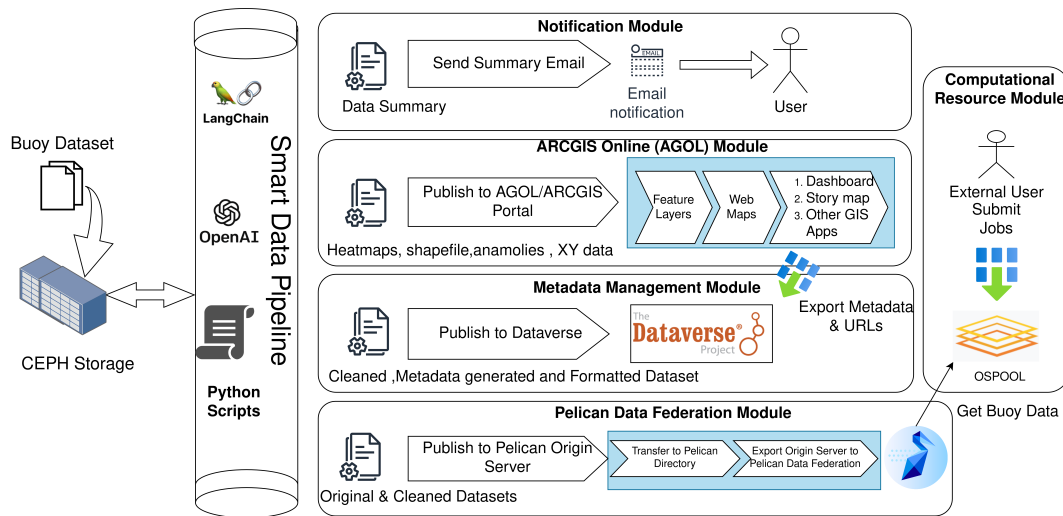 Buoy Dataset
CEPH Storage
LangChain
OpenAI
Python
Scripts
Smart Data Pipeline
Notification Module
Send Summary Email
Data Summary
EMAIL
Email
notification
User
ARCGIS Online (AGOL) Module
Publish to AGOL/ARCGIS
Portal
Feature
Layers
Web
Maps
1. Dashboard
2. Story map
3. Other GIS
Apps
Heatmaps, shapefile,anamolies , XY data
Metadata Management Module
Publish to Dataverse
The
Dataverse®
Project
Export Metadata
& URLs
Cleaned ,Metadata generated and Formatted Dataset
Pelican Data Federation Module
Publish to Pelican Origin
Server
Transfer to Pelican
Directory
Export Origin Server to
Pelican Data Federation
Original & Cleaned Datasets
Computational
Resource Module
External User
Submit
Jobs
OSPOOL
Get Buoy Data